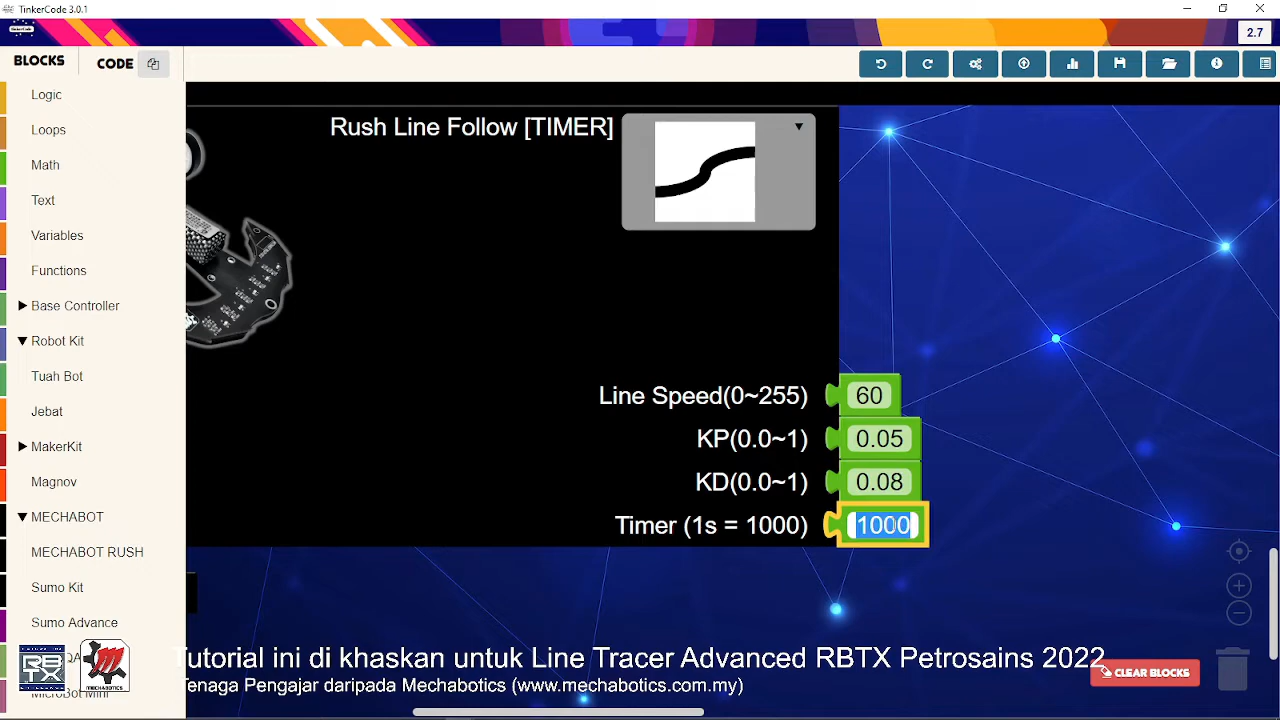 TinkerCode 3.0.1
2.7
BLOCKS
CODE
Logic
Loops
Math
Text
Variables
Functions
Base Controller
Robot Kit
Tuah Bot
Jebat
MakerKit
Magnov
MECHABOT
MECHABOT RUSH
Sumo Kit
Sumo Advance
Rush Line Follow [TIMER]
Line Speed(0~255)
60
KP(0.0~1)
0.05
KD(0.0~1)
0.08
Timer (1s = 1000)
1000
RB
TX
MECHABOTICS
Tutorial ini di khaskan untuk Line Tracer Advanced RBTX Petrosains 2022
Tenaga Pengajar daripada Mechabotics (www.mechabotics.com.my)
CLEAR BLOCKS